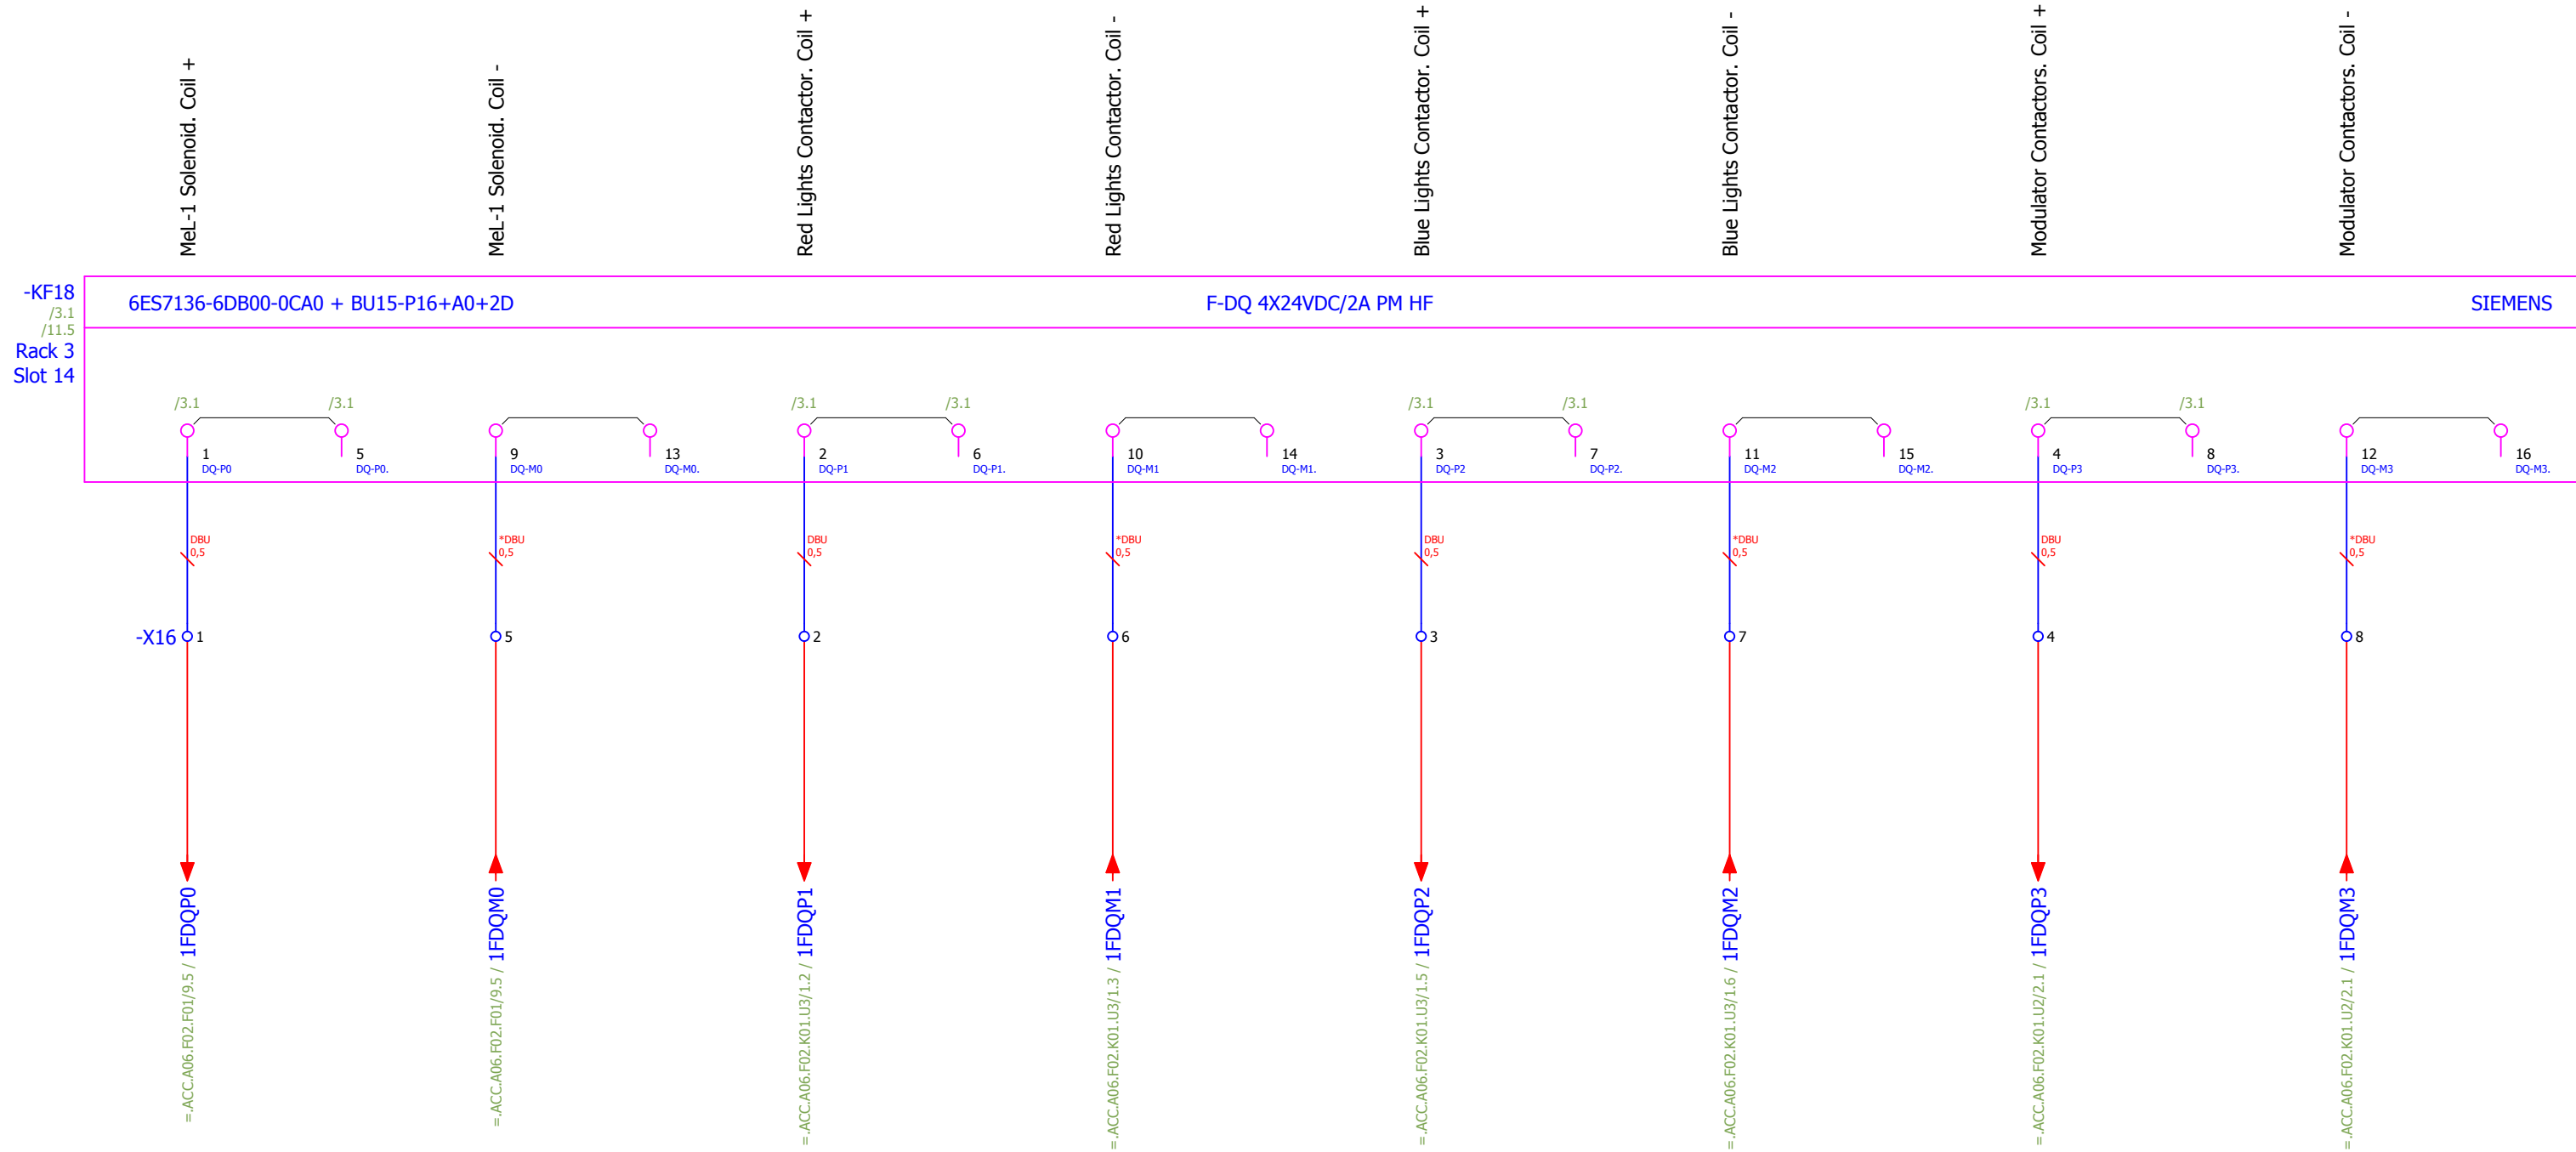 MeL-1 Solenoid. Coil +
MeL-1 Solenoid. Coil -
Red Lights Contactor. Coil +
Red Lights Contactor. Coil -
Blue Lights Contactor. Coil +
Blue Lights Contactor. Coil -
Modulator Contactors. Coil +
Modulator Contactors. Coil -
-KF18
/3.1
/11.5
Rack 3
Slot 14
6ES7136-6DB00-0CA0 + BU15-P16+A0+2D
F-DQ 4X24VDC/2A PM HF
SIEMENS
/3.1
/3.1
/3.1
/3.1
/3.1
/3.1
/3.1
/3.1
1
DQ-P0
5
DQ-P0.
9
DQ-M0
13
DQ-M0.
2
DQ-P1
6
DQ-P1.
10
DQ-M1
14
DQ-M1.
3
DQ-P2
7
DQ-P2.
11
DQ-M2
15
DQ-M2.
4
DQ-P3
8
DQ-P3.
12
DQ-M3
16
DQ-M3.
DBU
0,5
*DBU
0,5
DBU
0,5
*DBU
0,5
DBU
0,5
*DBU
0,5
DBU
0,5
*DBU
0,5
-X16
1
5
2
6
3
7
4
8
=.ACC.A06.F02.F01/9.5 / 1FDQP0
=.ACC.A06.F02.F01/9.5 / 1FDQM0
=.ACC.A06.F02.K01.U3/1.2 / 1FDQP1
=.ACC.A06.F02.K01.U3/1.3 / 1FDQM1
=.ACC.A06.F02.K01.U3/1.5 / 1FDQP2
=.ACC.A06.F02.K01.U3/1.6 / 1FDQM2
=.ACC.A06.F02.K01.U2/2.1 / 1FDQP3
=.ACC.A06.F02.K01.U2/2.1 / 1FDQM3